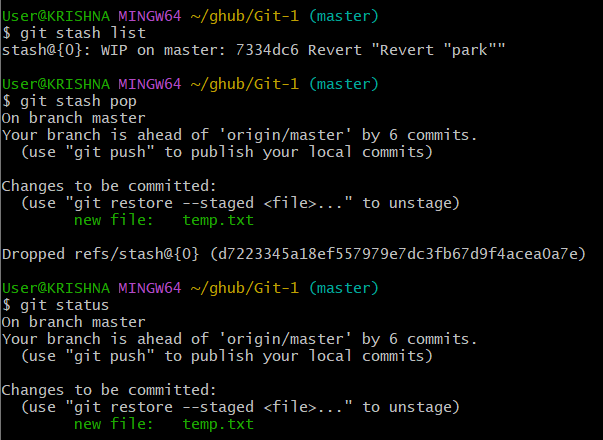 User@KRISHNA MINGW64 ~/ghub/Git-1 (master)
$ git stash list
stash@{0}: WIP on master: 7334dc6 Revert "Revert "park""

User@KRISHNA MINGW64 ~/ghub/Git-1 (master)
$ git stash pop
On branch master
Your branch is ahead of 'origin/master' by 6 commits.
  (use "git push" to publish your local commits)

Changes to be committed:
  (use "git restore --staged <file>..." to unstage)
        new file:   temp.txt

Dropped refs/stash@{0} (d7223345a18ef557979e7dc3fb67d9f4acea0a7e)

User@KRISHNA MINGW64 ~/ghub/Git-1 (master)
$ git status
On branch master
Your branch is ahead of 'origin/master' by 6 commits.
  (use "git push" to publish your local commits)

Changes to be committed:
  (use "git restore --staged <file>..." to unstage)
        new file:   temp.txt